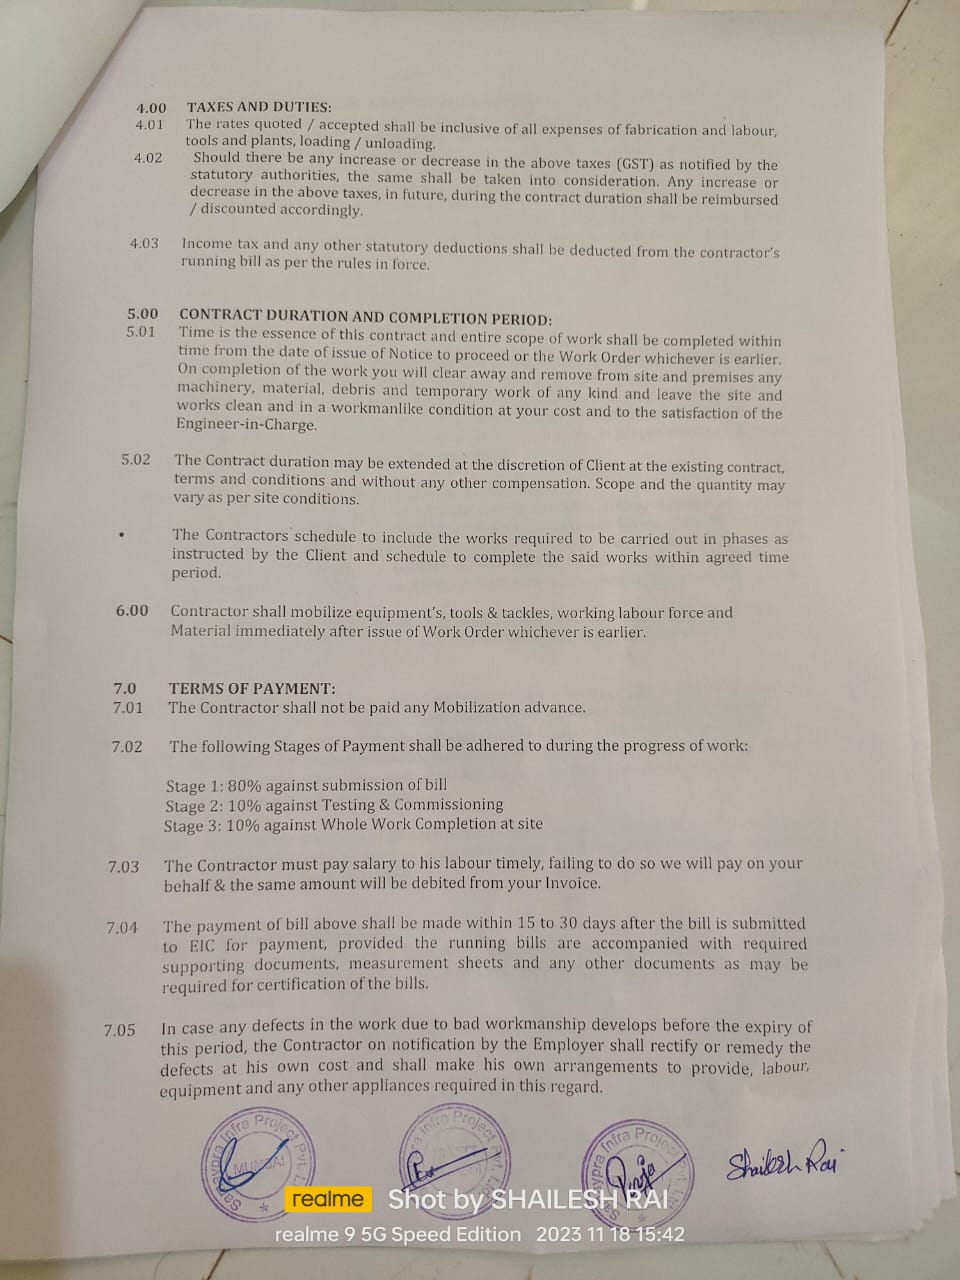 4.00 TAXES AND DUTIES:
4.01 The rates quoted / accepted shall be inclusive of all expenses of fabrication and labour,
tools and plants, loading / unloading.
4.02 Should there be any increase or decrease in the above taxes (GST) as notified by the
statutory authorities, the same shall be taken into consideration. Any increase or
decrease in the above taxes, in future, during the contract duration shall be reimbursed
/ discounted accordingly.
4.03 Income tax and any other statutory deductions shall be deducted from the contractor's
running bill as per the rules in force.
5.00 CONTRACT DURATION AND COMPLETION PERIOD:
5.01 Time is the essence of this contract and entire scope of work shall be completed within
time from the date of issue of Notice to proceed or the Work Order whichever is earlier.
On completion of the work you will clear away and remove from site and premises any
machinery, material, debris and temporary work of any kind and leave the site and
works clean and in a workmanlike condition at your cost and to the satisfaction of the
Engineer-in-Charge.
5.02 The Contract duration may be extended at the discretion of Client at the existing contract,
terms and conditions and without any other compensation. Scope and the quantity may
vary as per site conditions.
• The Contractors schedule to include the works required to be carried out in phases as
instructed by the Client and schedule to complete the said works within agreed time
period.
6.00 Contractor shall mobilize equipment's, tools & tackles, working labour force and
Material immediately after issue of Work Order whichever is earlier.
7.0 TERMS OF PAYMENT:
7.01 The Contractor shall not be paid any Mobilization advance.
7.02 The following Stages of Payment shall be adhered to during the progress of work:
Stage 1: 80% against submission of bill
Stage 2: 10% against Testing & Commissioning
Stage 3: 10% against Whole Work Completion at site
7.03 The Contractor must pay salary to his labour timely, failing to do so we will pay on your
behalf & the same amount will be debited from your Invoice.
7.04 The payment of bill above shall be made within 15 to 30 days after the bill is submitted
to EIC for payment, provided the running bills are accompanied with required
supporting documents, measurement sheets and any other documents as may be
required for certification of the bills.
7.05 In case any defects in the work due to bad workmanship develops before the expiry of
this period, the Contractor on notification by the Employer shall rectify or remedy the
defects at his own cost and shall make his own arrangements to provide, labour,
equipment and any other appliances required in this regard.
Infra Project Pvt.
MUMBAI
Infra Project Pvt.
Infra Project
Shailesh Rai
realme Shot by SHAILESH RAI
realme 9 5G Speed Edition 2023 11 18 15:42